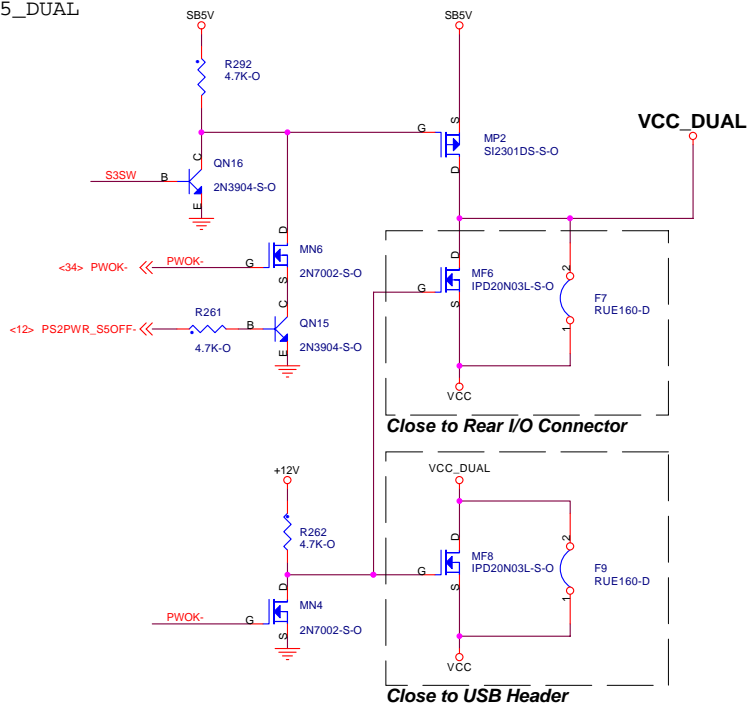 5_DUAL
SB5V
SB5V
R292
4.7K-O
VCC_DUAL
G
S
MP2
SI2301DS-S-O
D
S3SW
B
C
QN16
2N3904-S-O
E
D
MN6
<34> PWOK-
PWOK-
G
2N7002-S-O
S
D
MF6
IPD20N03L-S-O
G
S
2
F7
RUE160-D
1
R261
C
QN15
<12> PS2PWR_S5OFF-
B
4.7K-O
2N3904-S-O
E
VCC
Close to Rear I/O Connector
+12V
VCC_DUAL
R262
4.7K-O
D
MF8
IPD20N03L-S-O
G
S
2
F9
RUE160-D
1
D
MN4
PWOK-
G
2N7002-S-O
S
VCC
Close to USB Header